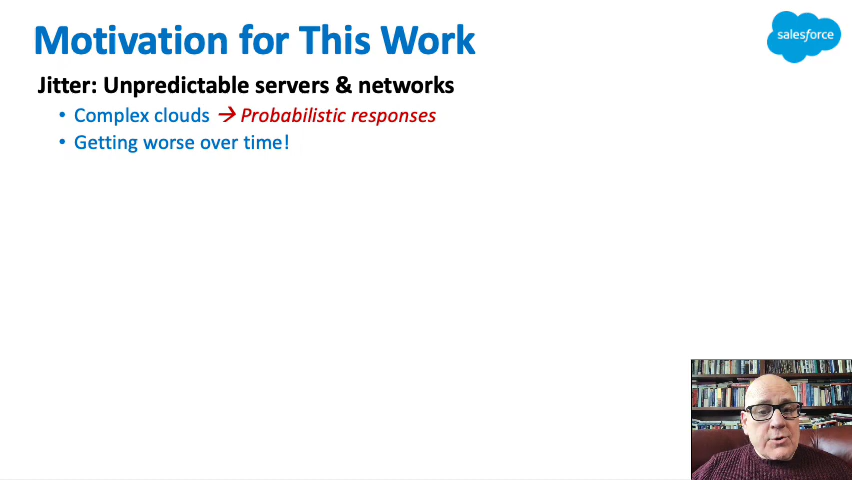 Motivation for This Work
salesforce
Jitter: Unpredictable servers & networks
• Complex clouds → Probabilistic responses
• Getting worse over time!